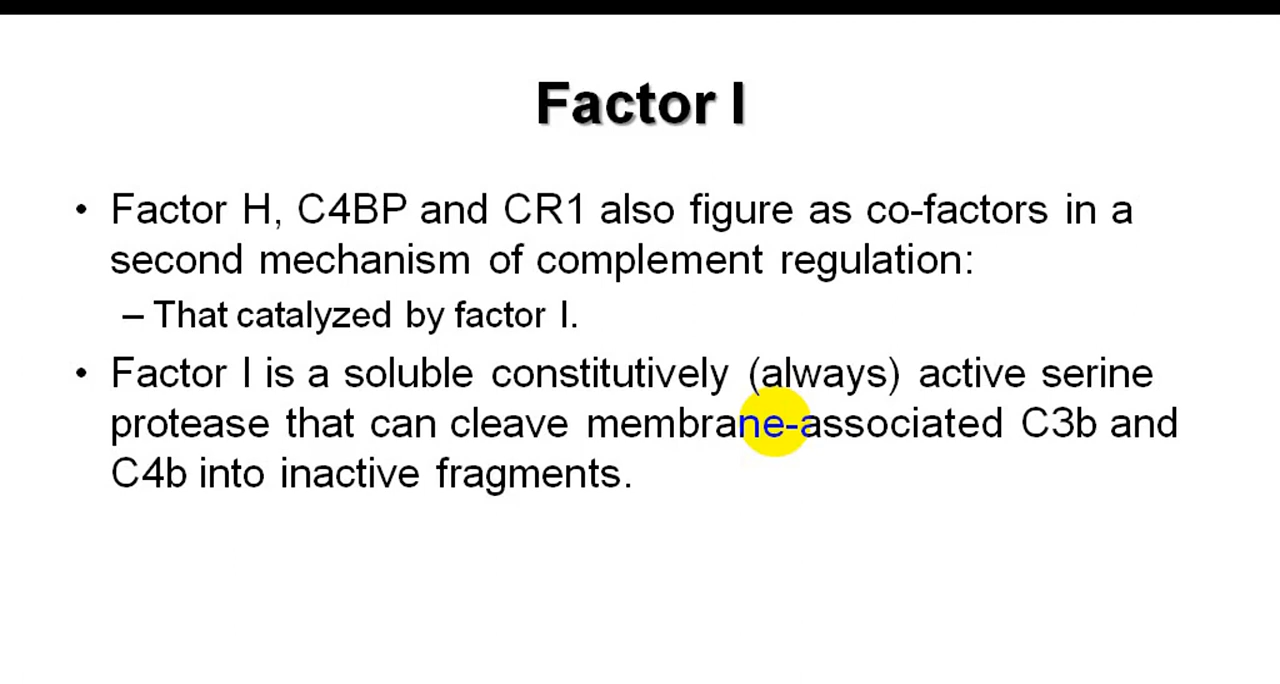 Factor I
• Factor H, C4BP and CR1 also figure as co-factors in a
second mechanism of complement regulation:
– That catalyzed by factor I.
• Factor I is a soluble constitutively (always) active serine
protease that can cleave membrane-associated C3b and
C4b into inactive fragments.